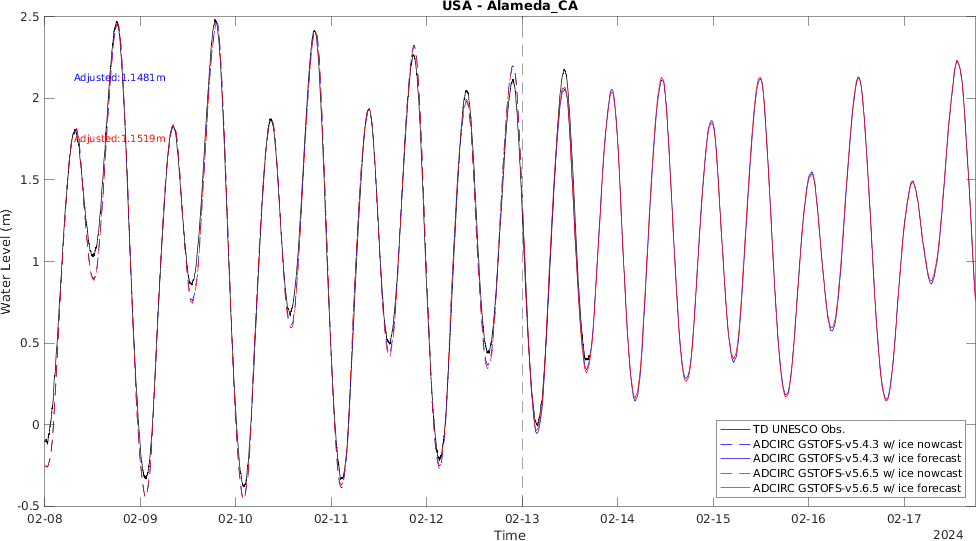 USA - Alameda_CA
2.5
2
1.5
1
0.5
0
-0.5
Water Level (m)
Adjusted:1.1481m
Adjusted:1.1519m
TD UNESCO Obs.
ADCIRC GSTOFS-v5.4.3 w/ ice nowcast
ADCIRC GSTOFS-v5.4.3 w/ ice forecast
ADCIRC GSTOFS-v5.6.5 w/ ice nowcast
ADCIRC GSTOFS-v5.6.5 w/ ice forecast
02-08 02-09 02-10 02-11 02-12 02-13 02-14 02-15 02-16 02-17
Time
2024